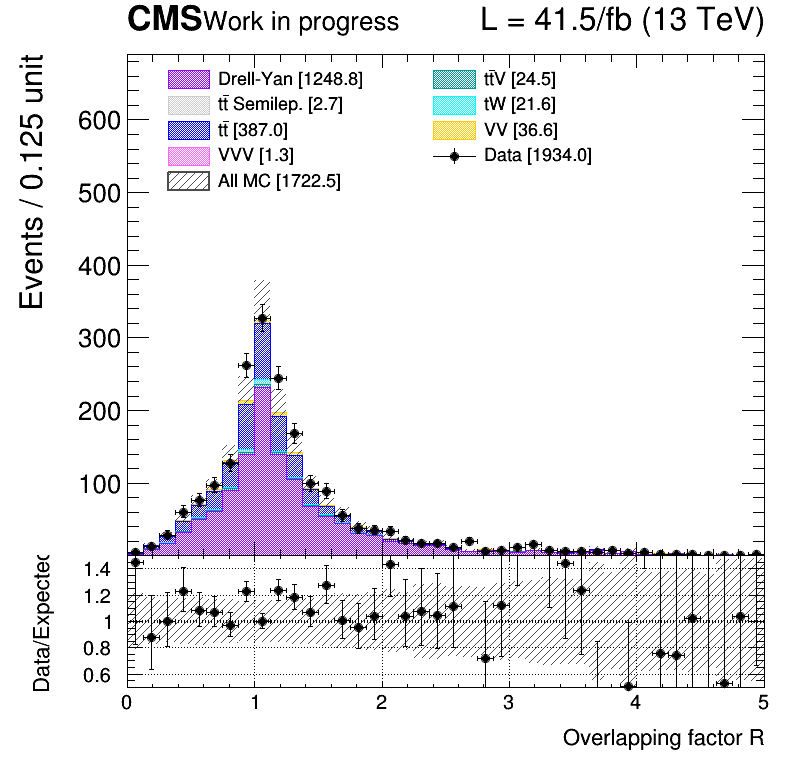 CMS Work in progress L = 41.5/fb (13 TeV)
Events / 0.125 unit
Drell-Yan [1248.8]
tt̄ Semilep. [2.7]
tt̄ [387.0]
VVV [1.3]
All MC [1722.5]
tt̄V [24.5]
tW [21.6]
VV [36.6]
Data [1934.0]
600
500
400
300
200
100
Data/Expected
1.4
1.2
1
0.8
0.6
0 1 2 3 4 5
Overlapping factor R